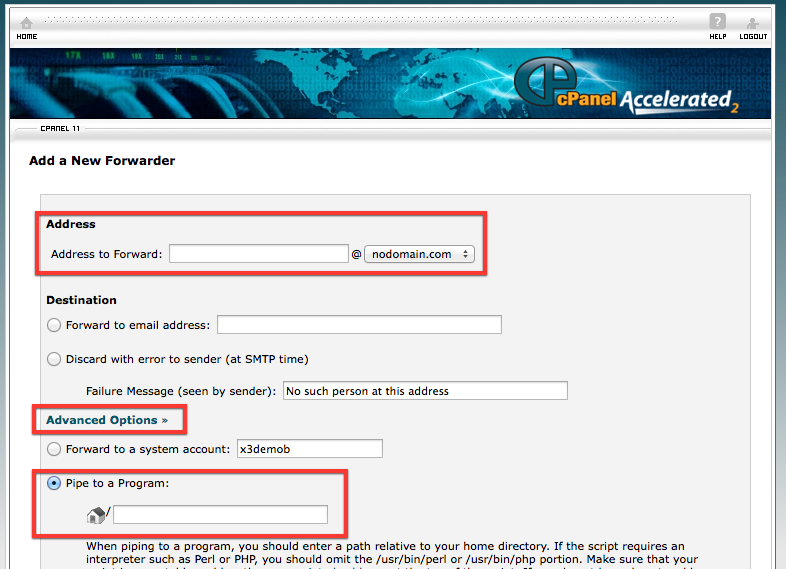 HOME
HELP
LOGOUT
cPanel Accelerated2
CPANEL 11
Add a New Forwarder
Address
Address to Forward: @ nodomain.com
Destination
Forward to email address:
Discard with error to sender (at SMTP time)
Failure Message (seen by sender): No such person at this address
Advanced Options »
Forward to a system account: x3demob
Pipe to a Program:
/
When piping to a program, you should enter a path relative to your home directory. If the script requires an
interpreter such as Perl or PHP, you should omit the /usr/bin/perl or /usr/bin/php portion. Make sure that your